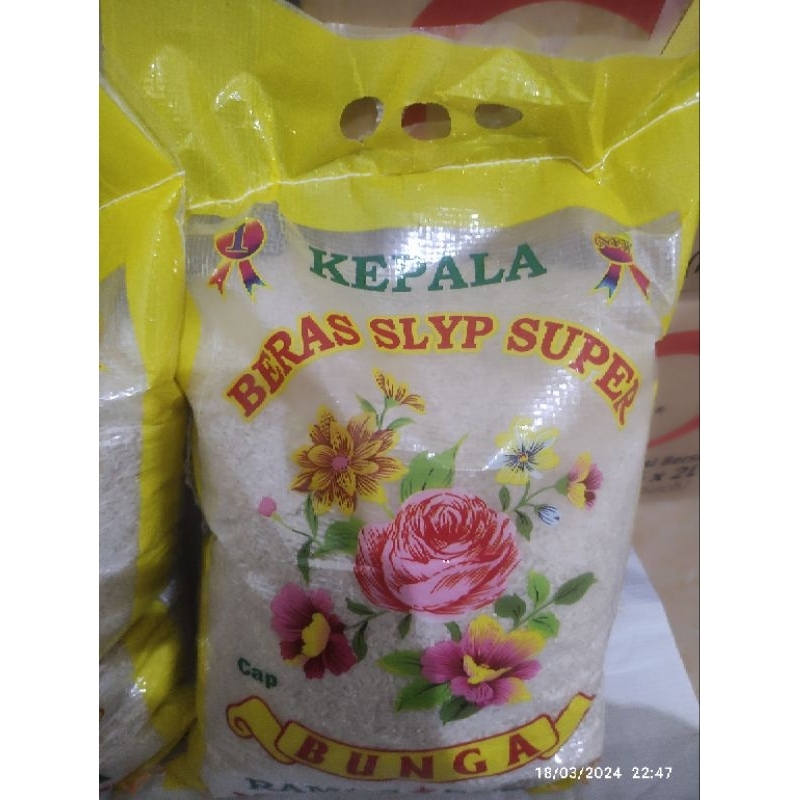 1
KEPALA
BERAS SLYP SUPER
Cap
BUNGA
18/03/2024 22:47